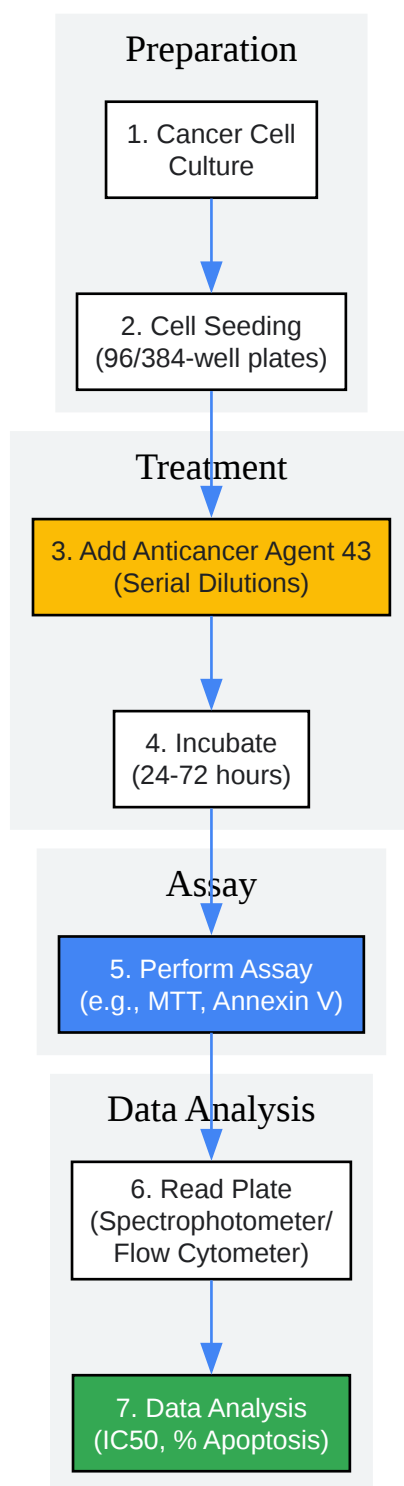 Preparation
1. Cancer Cell
Culture
2. Cell Seeding
(96/384-well plates)
Treatment
3. Add Anticancer Agent 43
(Serial Dilutions)
4. Incubate
(24-72 hours)
Assay
5. Perform Assay
(e.g., MTT, Annexin V)
Data Analysis
6. Read Plate
(Spectrophotometer/
Flow Cytometer)
7. Data Analysis
(IC50, % Apoptosis)